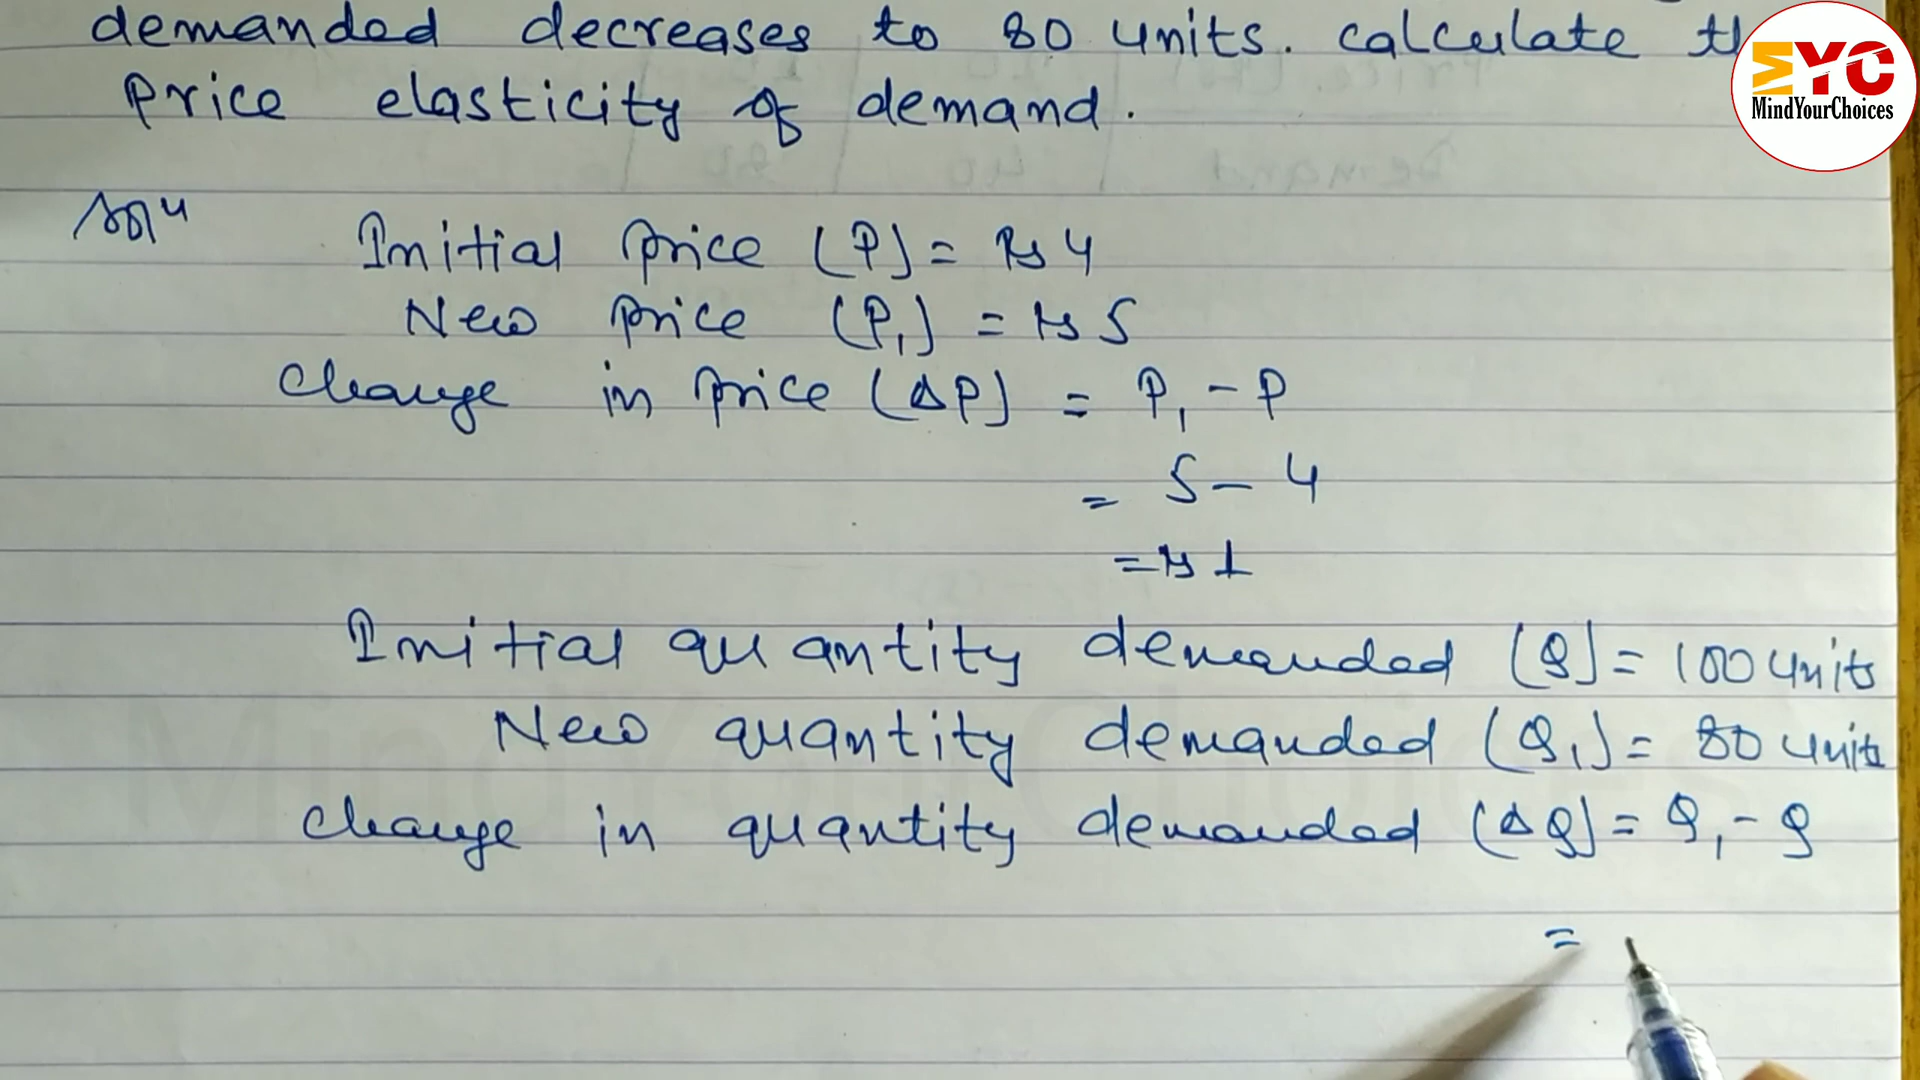 demanded decreases to 80 units. calculate th
price elasticity of demand.
MYC
MindYourChoices
Soln
Initial price (P) = Rs 4
New price (P₁) = Rs 5
Change in price (ΔP) = P₁ - P
= 5 - 4
= Rs 1
Initial quantity demanded (Q) = 100 units
New quantity demanded (Q₁) = 80 units
Change in quantity demanded (ΔQ) = Q₁ - Q
=